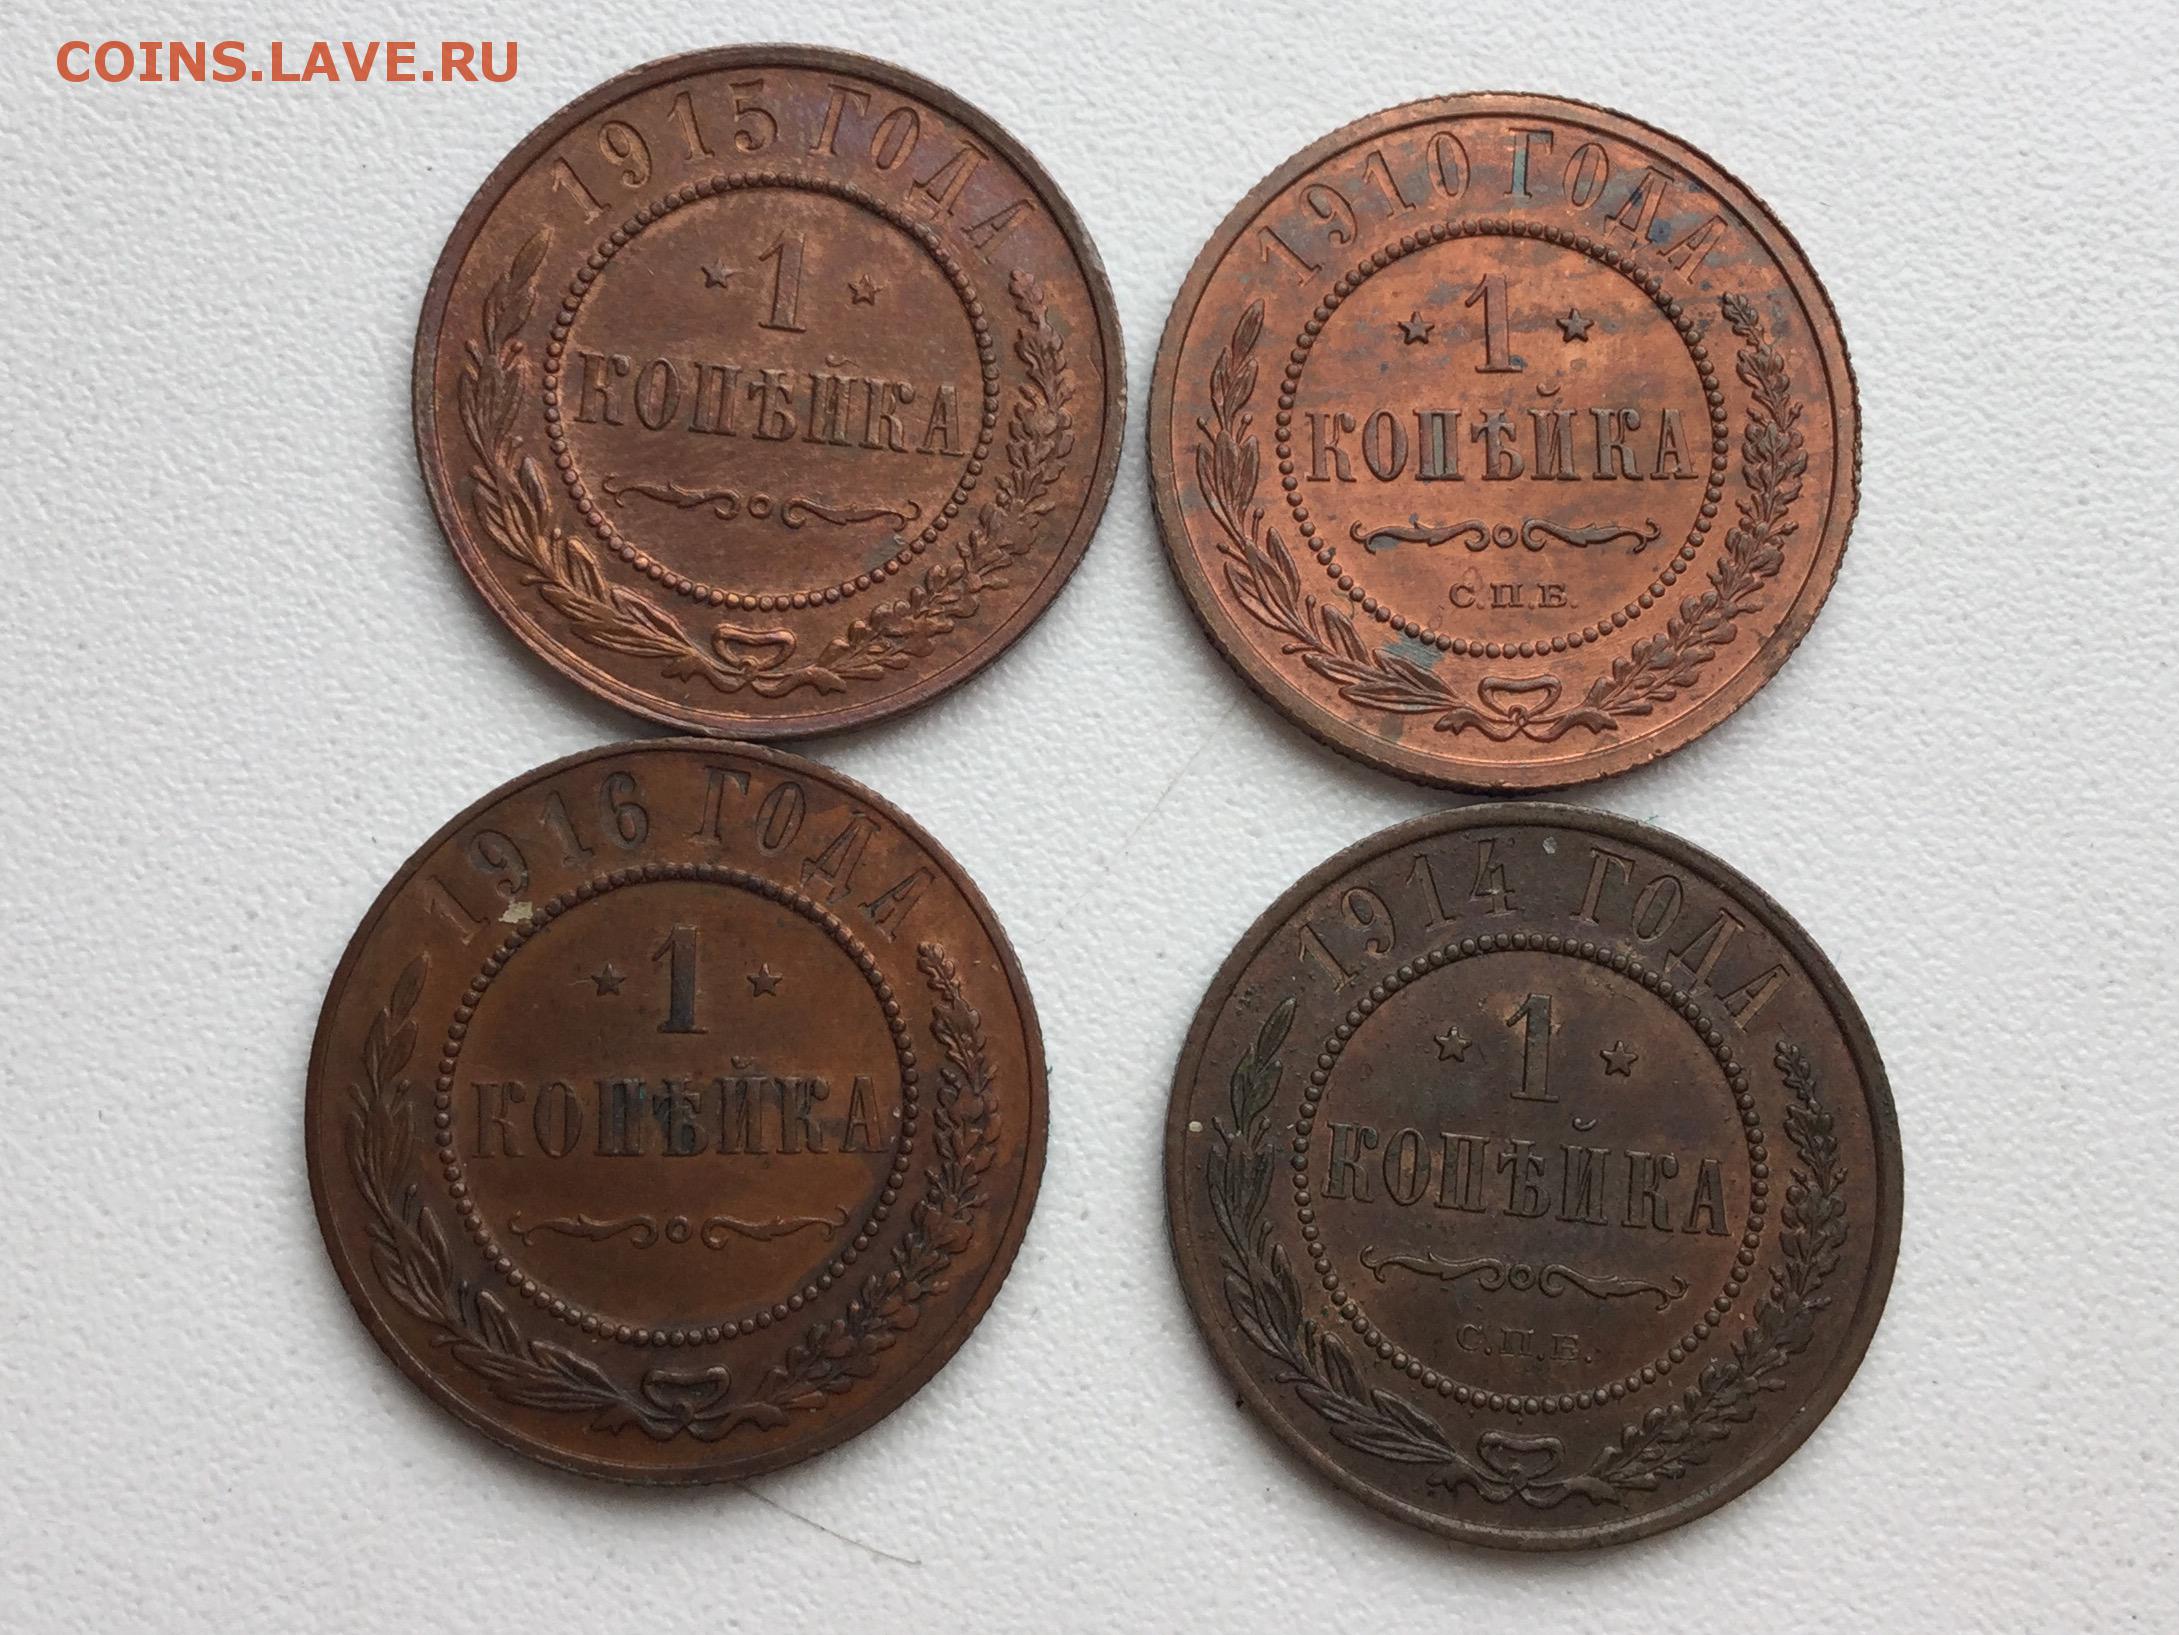 COINS.LAVE.RU
1915 ГОДА
1
КОПѢЙКА
1910 ГОДА
1
КОПѢЙКА
С.П.Б.
1916 ГОДА
1
КОПѢЙКА
1914 ГОДА
1
КОПѢЙКА
С.П.Б.